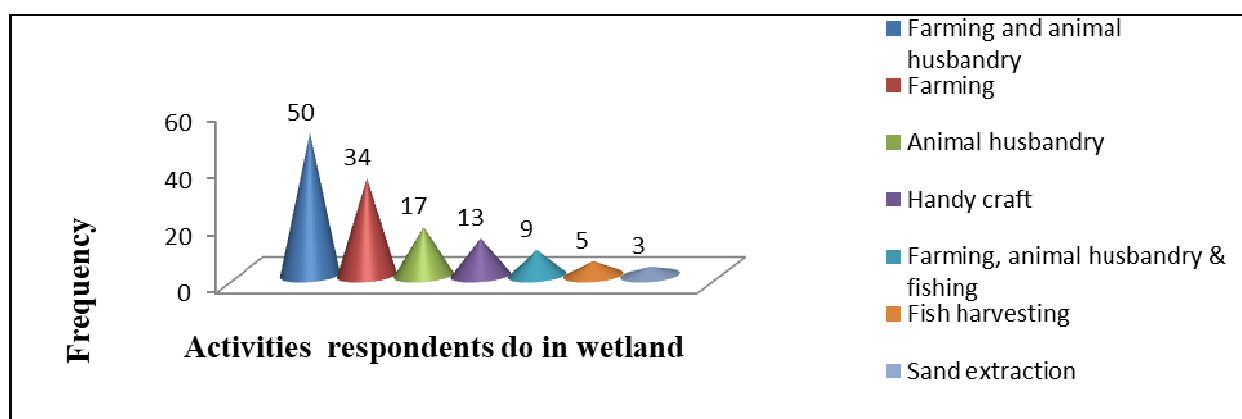 60
40
20
0
50
34
17
13
9
5
3
Frequency
Activities respondents do in wetland
Farming and animal
husbandry
Farming
Animal husbandry
Handy craft
Farming, animal husbandry &
fishing
Fish harvesting
Sand extraction